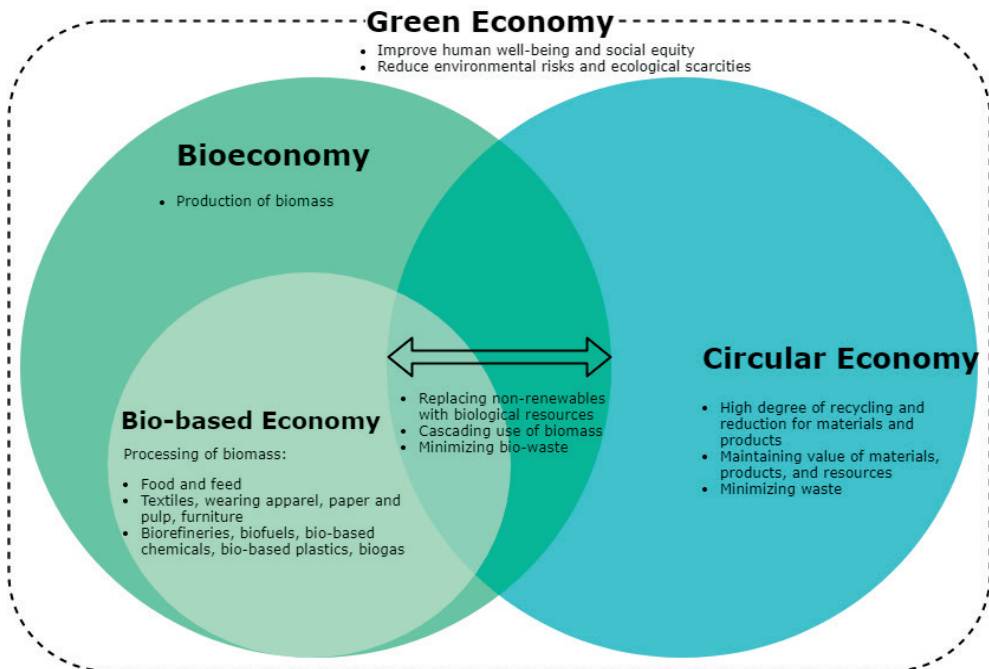 Green Economy
• Improve human well-being and social equity
• Reduce environmental risks and ecological scarcities
Bioeconomy
• Production of biomass
Bio-based Economy
Processing of biomass:
• Food and feed
• Textiles, wearing apparel, paper and
pulp, furniture
• Biorefineries, biofuels, bio-based
chemicals, bio-based plastics, biogas
• Replacing non-renewables
with biological resources
• Cascading use of biomass
• Minimizing bio-waste
Circular Economy
• High degree of recycling and
reduction for materials and
products
• Maintaining value of materials,
products, and resources
• Minimizing waste